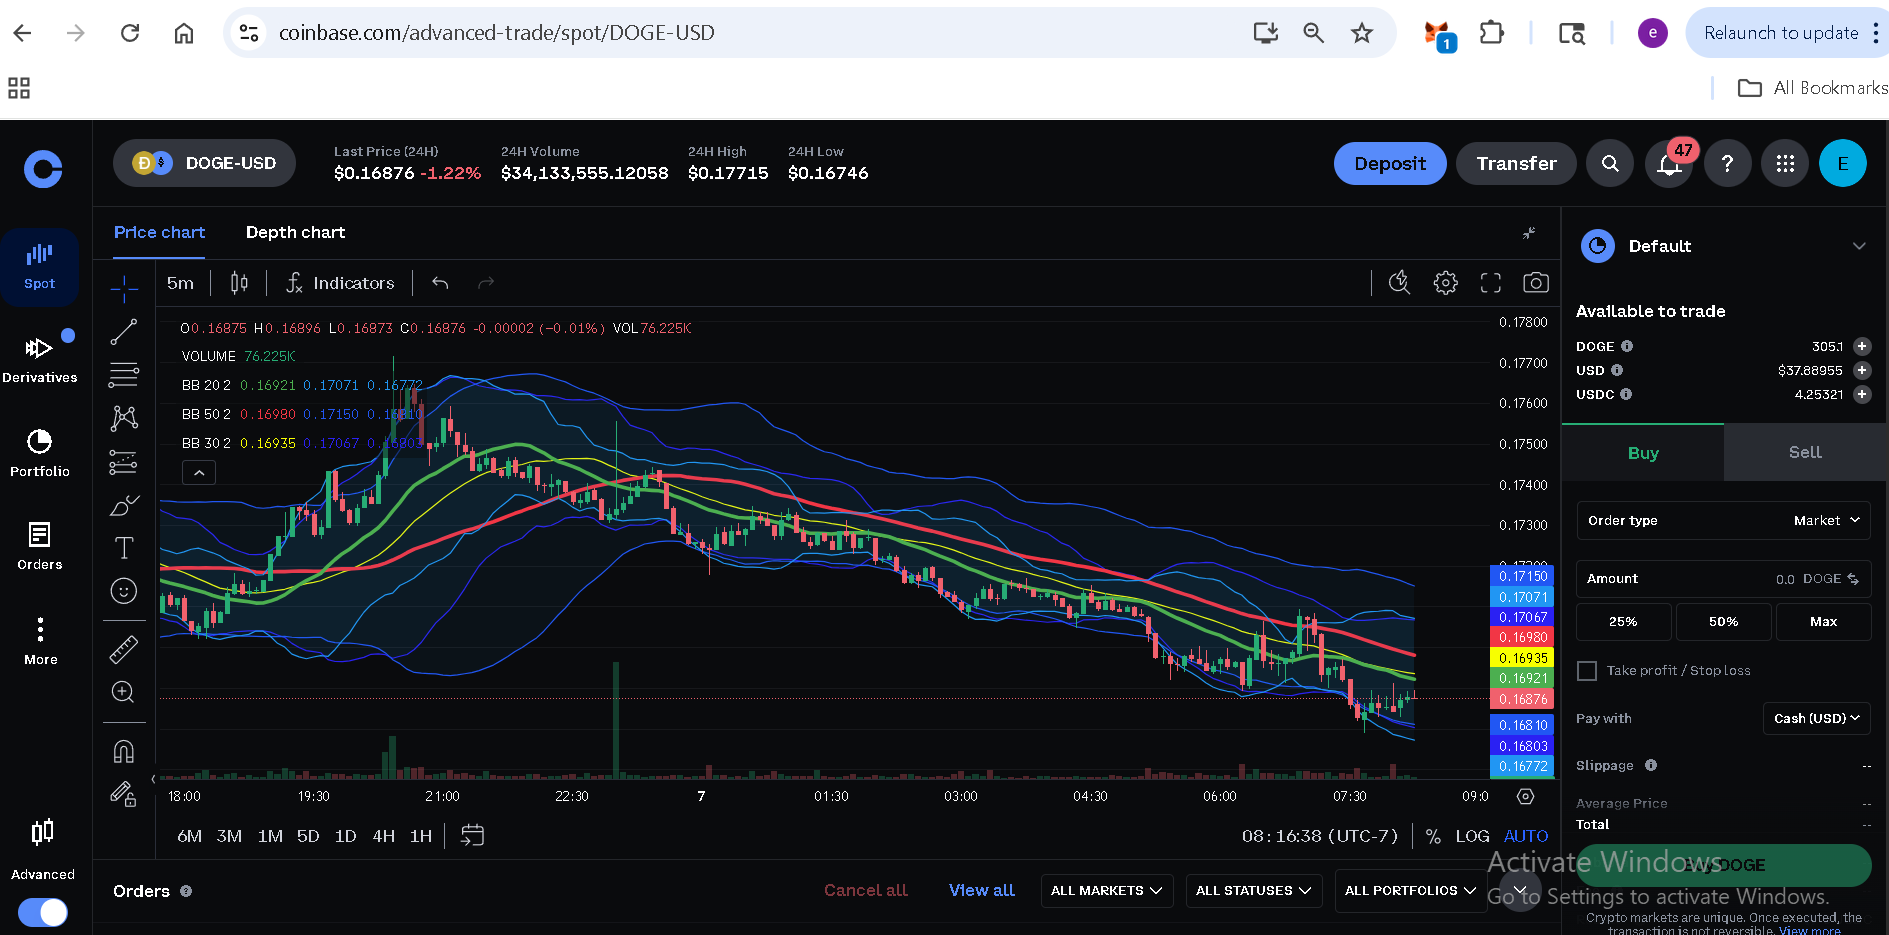 coinbase.com/advanced-trade/spot/DOGE-USD
1
e
Relaunch to update
All Bookmarks
DOGE-USD
Last Price (24H)
$0.16876 -1.22%
24H Volume
$34,133,555.12058
24H High
$0.17715
24H Low
$0.16746
Deposit
Transfer
47
?
E
Spot
Derivatives
Portfolio
Orders
More
Advanced
Price chart
Depth chart
5m
Indicators
O0.16875 H0.16896 L0.16873 C0.16876 -0.00002 (-0.01%) VOL76.225K
VOLUME 76.225K
BB 20 2 0.16921 0.17071 0.16772
BB 50 2 0.16980 0.17150 0.16810
BB 30 2 0.16935 0.17067 0.16803
0.17800
0.17700
0.17600
0.17500
0.17400
0.17300
0.17200
0.17150
0.17071
0.17067
0.16980
0.16935
0.16921
0.16876
0.16810
0.16803
0.16772
18:00 19:30 21:00 22:30 7 01:30 03:00 04:30 06:00 07:30 09:0
6M 3M 1M 5D 1D 4H 1H
08:16:38 (UTC-7) % LOG AUTO
Orders
Cancel all
View all
ALL MARKETS
ALL STATUSES
ALL PORTFOLIOS
Default
Available to trade
DOGE 305.1
USD $37.88955
USDC 4.25321
Buy
Sell
Order type Market
Amount 0.0 DOGE
25% 50% Max
Take profit / Stop loss
Pay with Cash (USD)
Slippage --
Average Price --
Total --
DOGE
Activate Windows
Go to Settings to activate Windows.
Crypto markets are unique. Once executed, the
transaction is not reversible. View more